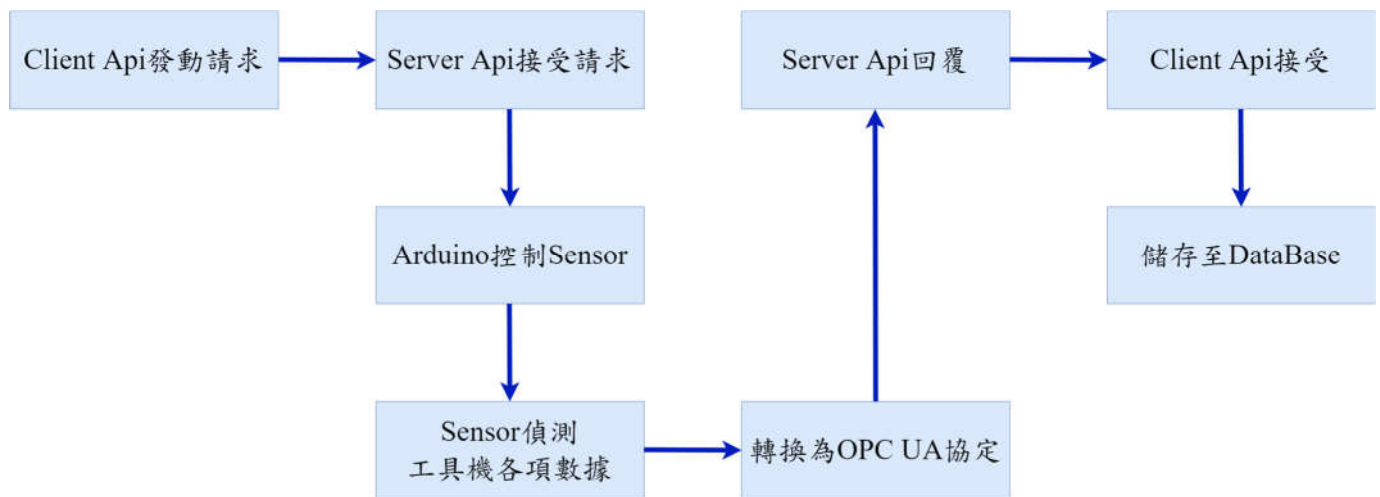 Client Api發動請求
Server Api接受請求
Server Api回覆
Client Api接受
Arduino控制Sensor
儲存至DataBase
Sensor偵測
工具機各項數據
轉換為OPC UA協定